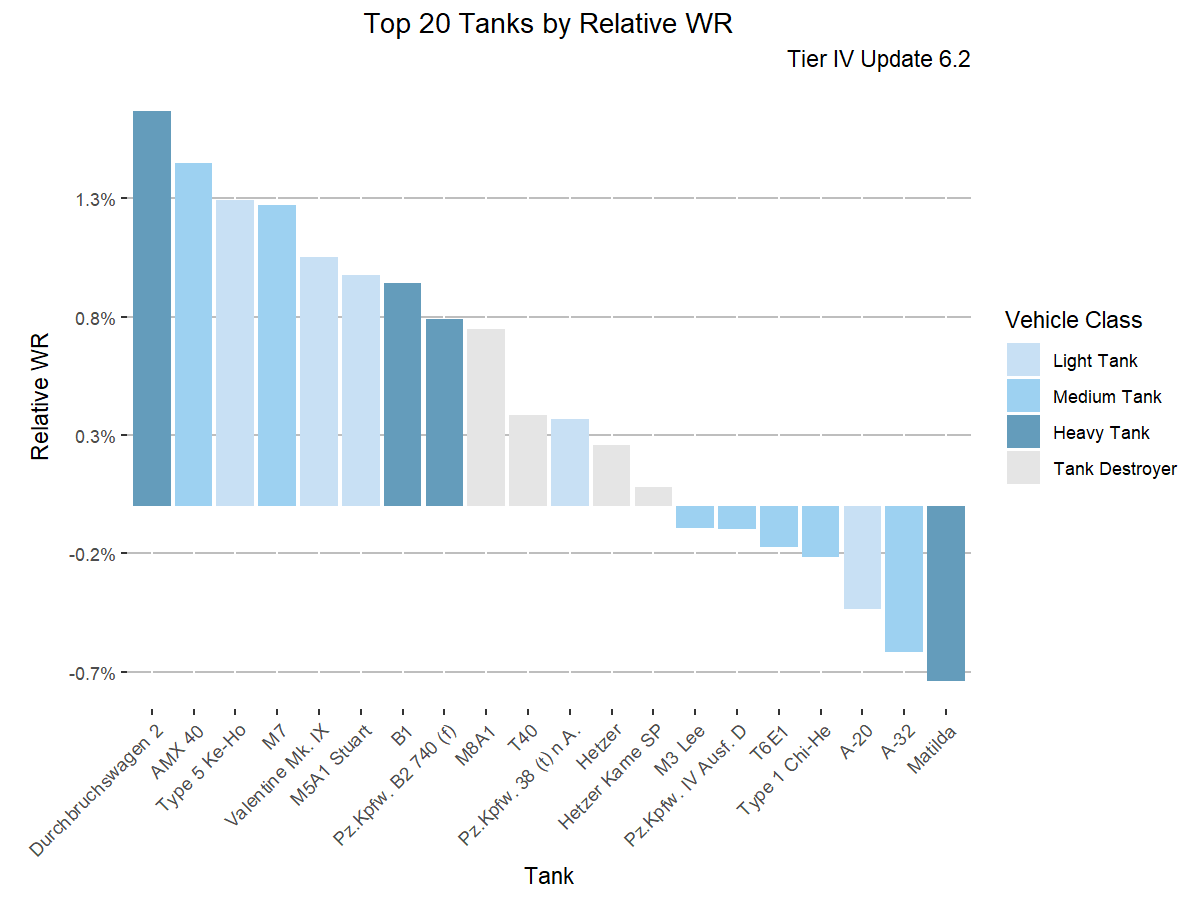 Top 20 Tanks by Relative WR
Tier IV Update 6.2
Relative WR
1.3%
0.8%
0.3%
-0.2%
-0.7%
Durchbruchswagen 2
AMX 40
Type 5 Ke-Ho
M7
Valentine Mk. IX
M5A1 Stuart
B1
Pz.Kpfw. B2 740 (f)
M8A1
T40
Pz.Kpfw. 38 (t) n.A.
Hetzer
Hetzer Kame SP
M3 Lee
Pz.Kpfw. IV Ausf. D
T6E1
Type 1 Chi-He
A-20
A-32
Matilda
Tank
Vehicle Class
Light Tank
Medium Tank
Heavy Tank
Tank Destroyer